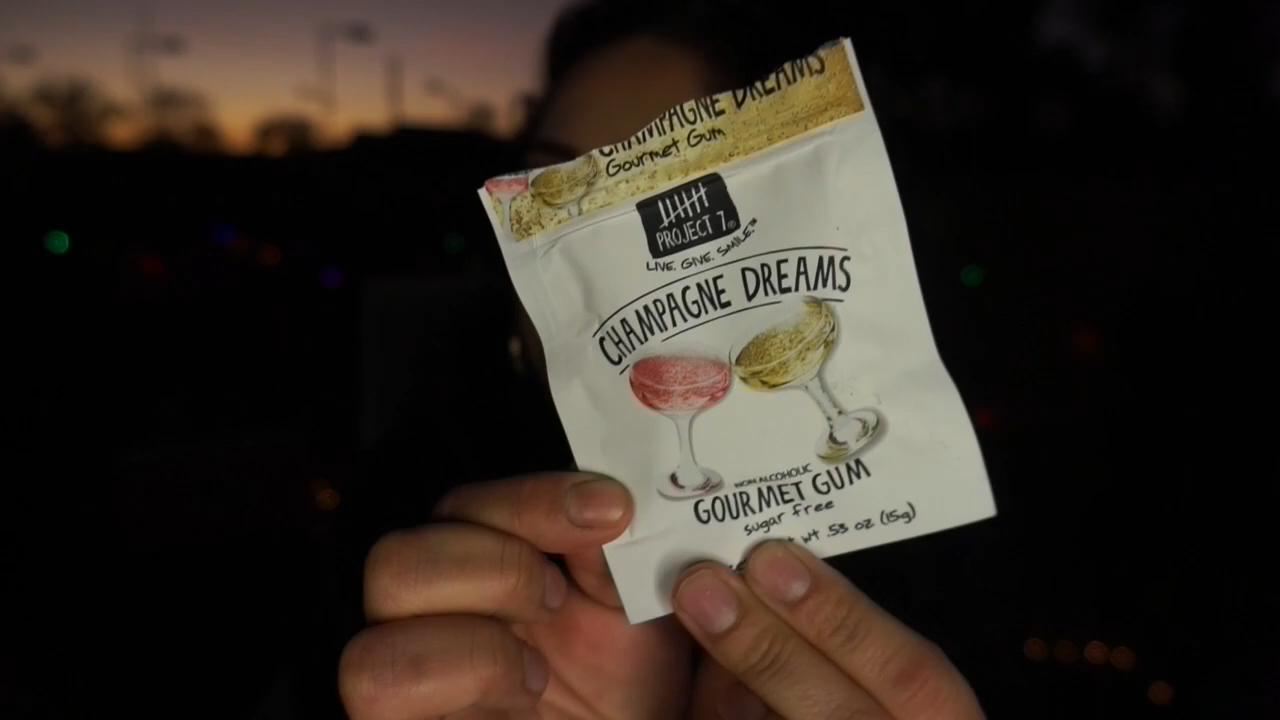 CHAMPAGNE DREAMS
Gourmet Gum
PROJECT 7®
LIVE. GIVE. SMILE.™
CHAMPAGNE DREAMS
NON ALCOHOLIC
GOURMET GUM
sugar free
wt .53 oz (15g)